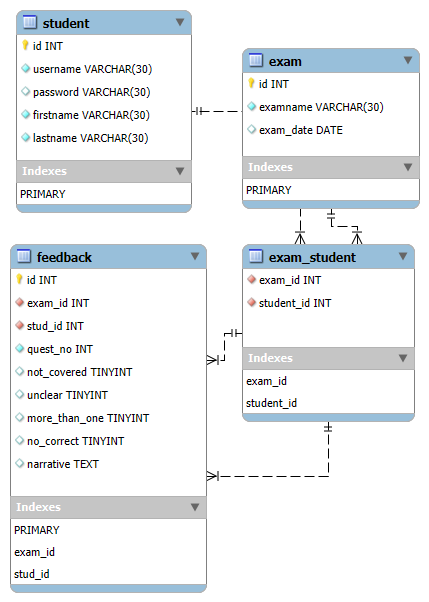 student
id INT
username VARCHAR(30)
password VARCHAR(30)
firstname VARCHAR(30)
lastname VARCHAR(30)
Indexes
PRIMARY
exam
id INT
examname VARCHAR(30)
exam_date DATE
Indexes
PRIMARY
feedback
id INT
exam_id INT
stud_id INT
quest_no INT
not_covered TINYINT
unclear TINYINT
more_than_one TINYINT
no_correct TINYINT
narrative TEXT
Indexes
PRIMARY
exam_id
stud_id
exam_student
exam_id INT
student_id INT
Indexes
exam_id
student_id